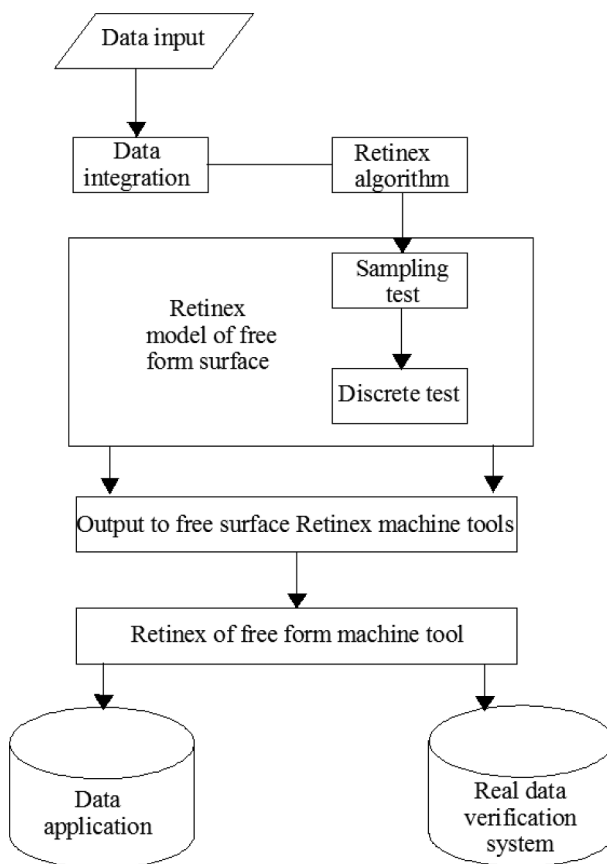 Data input
Data
integration
Retinex
algorithm
Sampling
test
Retinex
model of free
form surface
Discrete test
Output to free surface Retinex machine tools
Retinex of free form machine tool
Data
application
Real data
verification
system